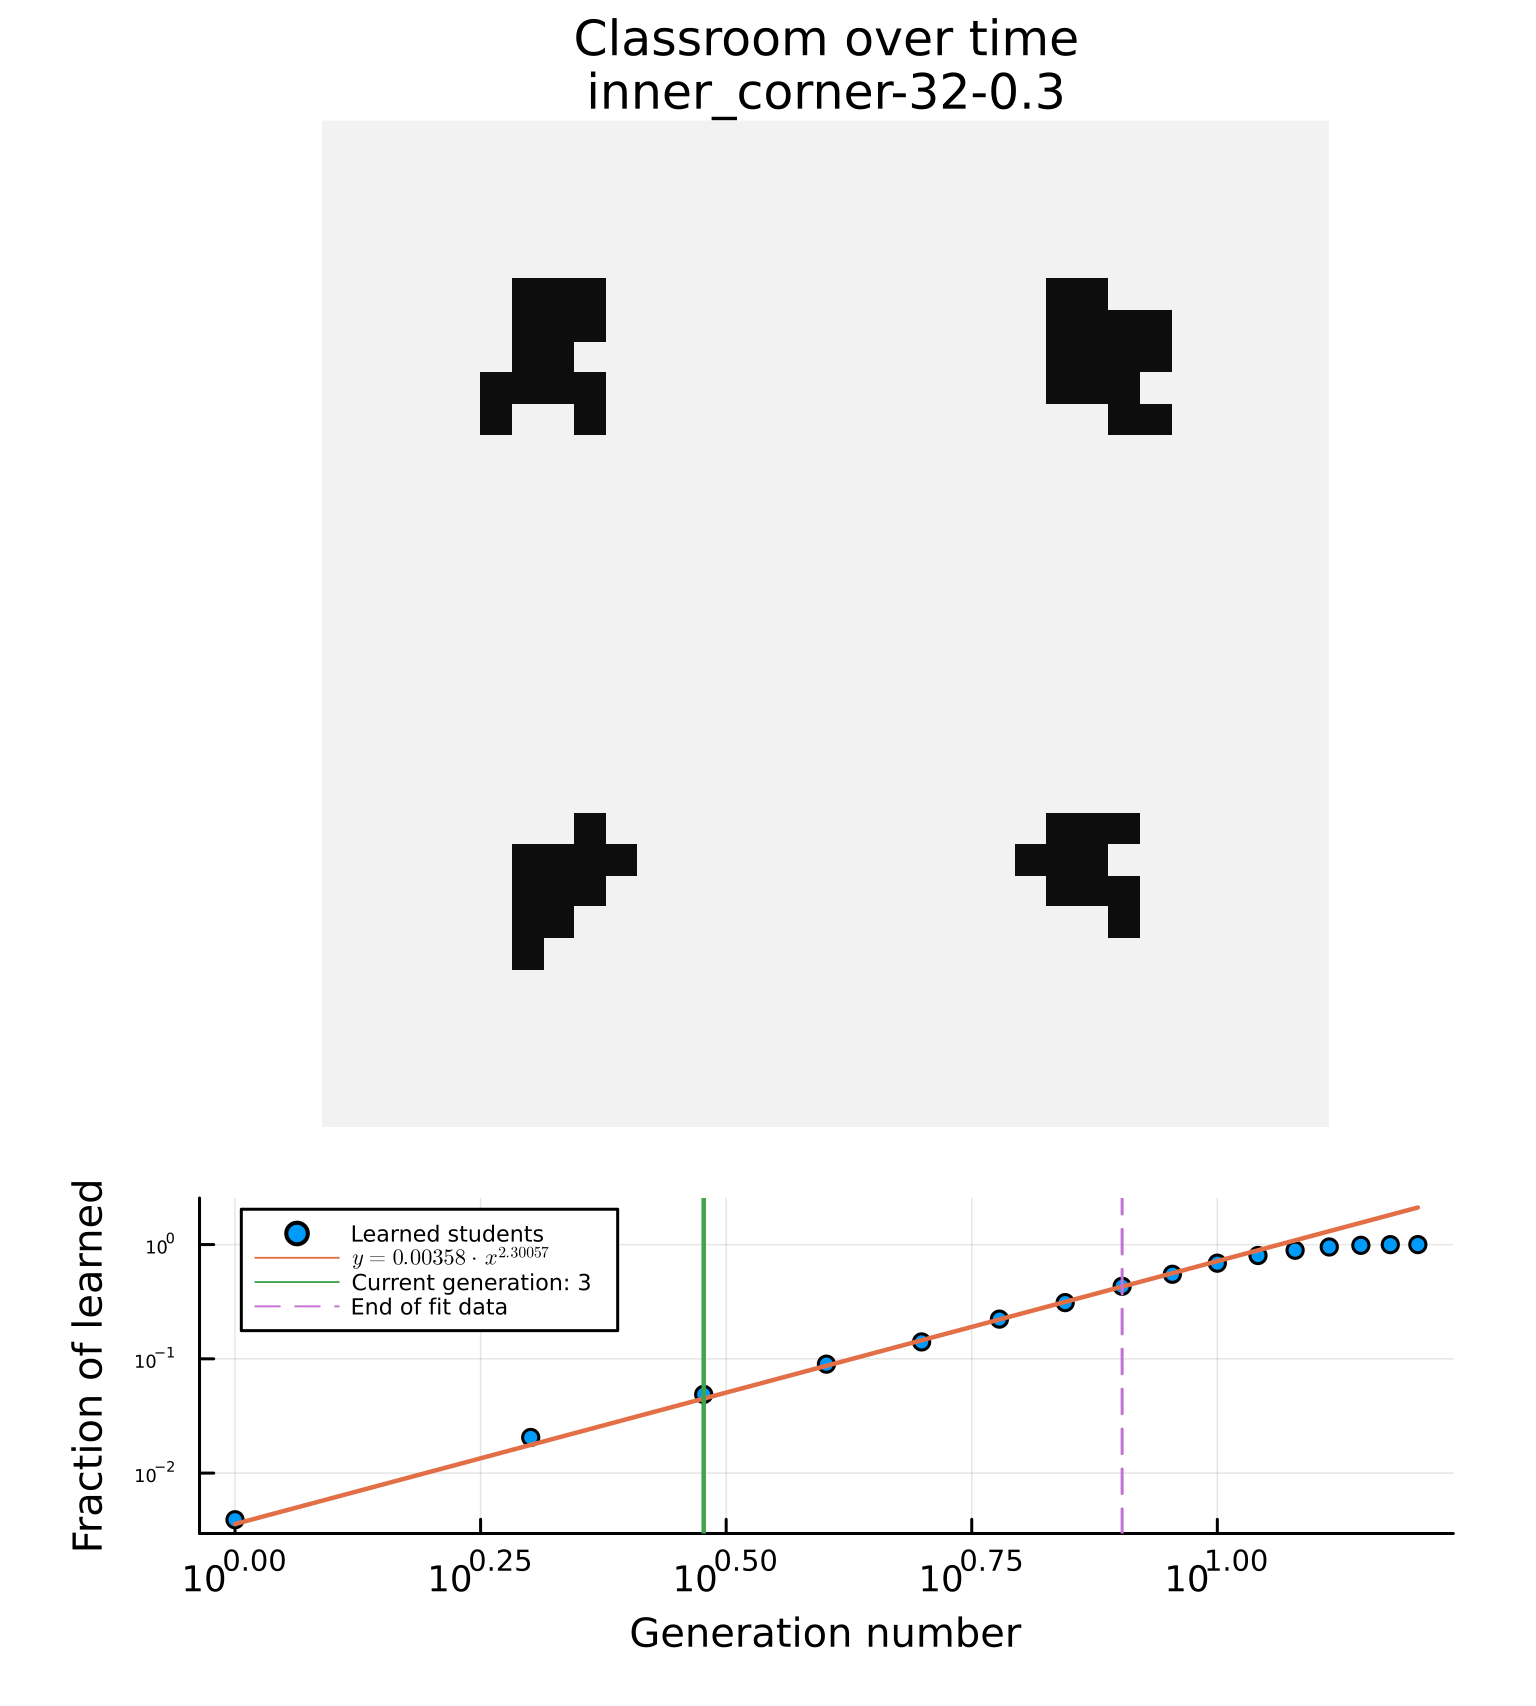 Classroom over time
inner_corner-32-0.3
Fraction of learned
10⁰
10⁻¹
10⁻²
Learned students
y = 0.00358 · x^{2.30057}
Current generation: 3
End of fit data
10^{0.00} 10^{0.25} 10^{0.50} 10^{0.75} 10^{1.00}
Generation number